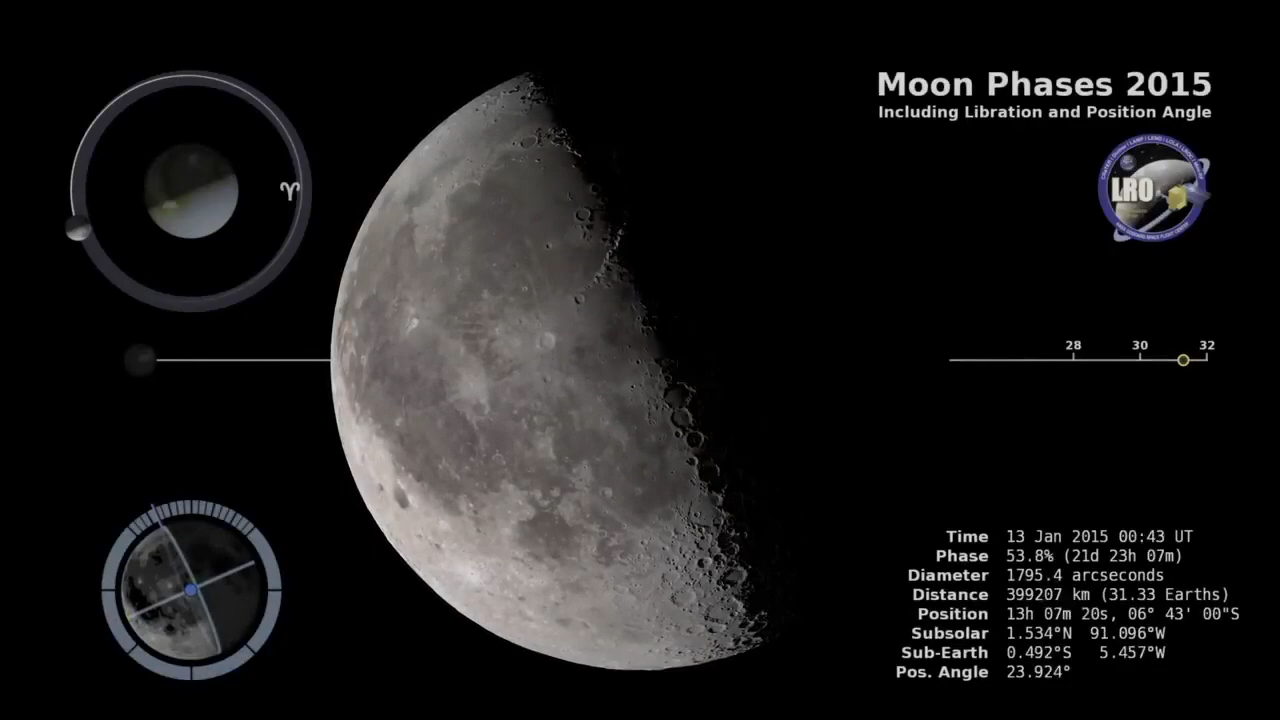 Moon Phases 2015
Including Libration and Position Angle
LRO
♈
28 30 32
Time 13 Jan 2015 00:43 UT
Phase 53.8% (21d 23h 07m)
Diameter 1795.4 arcseconds
Distance 399207 km (31.33 Earths)
Position 13h 07m 20s, 06° 43' 00"S
Subsolar 1.534°N 91.096°W
Sub-Earth 0.492°S 5.457°W
Pos. Angle 23.924°